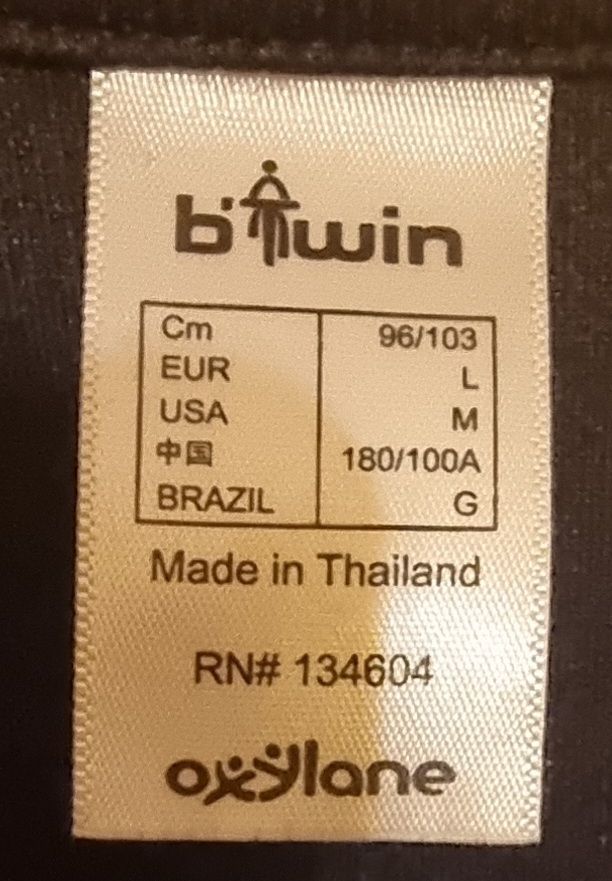 b'twin
Cm 96/103
EUR L
USA M
中国 180/100A
BRAZIL G
Made in Thailand
RN# 134604
oxylane